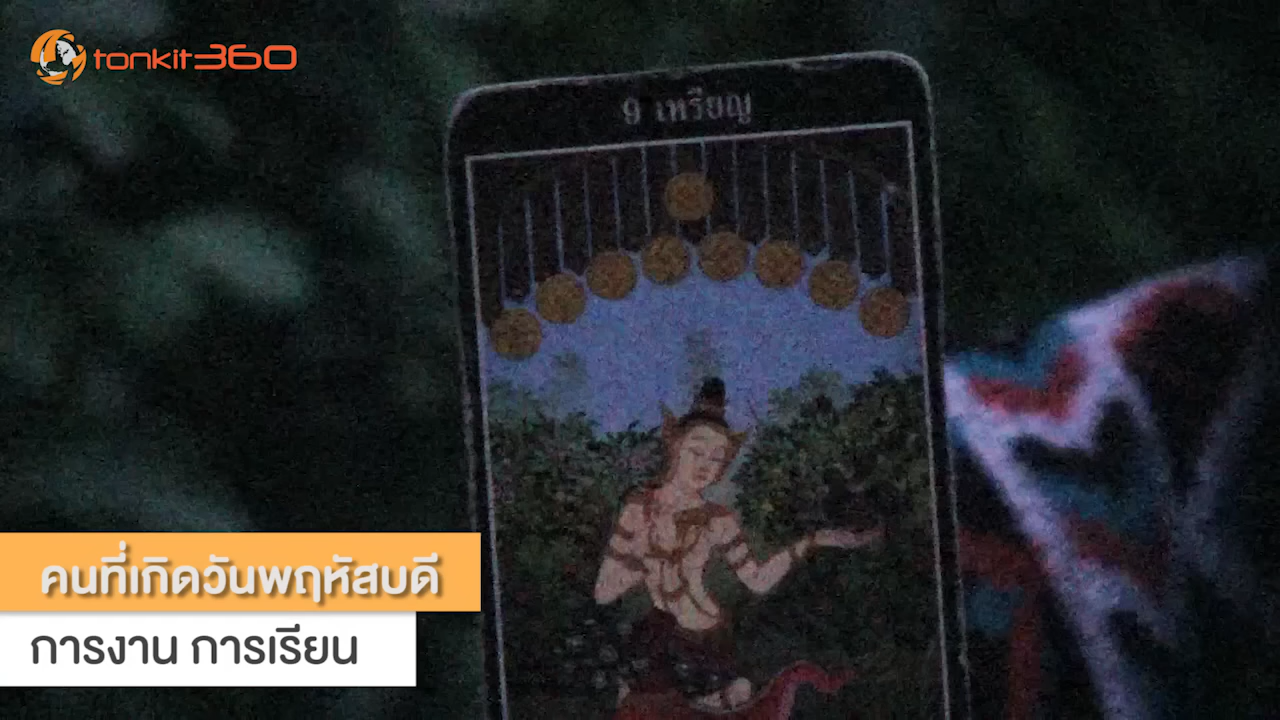 tonkit360
9 เหรียญ
คนที่เกิดวันพฤหัสบดี
การงาน การเรียน